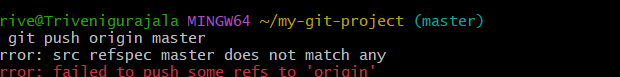 rive@Trivenigurajala MINGW64 ~/my-git-project (master)
git push origin master
rror: src refspec master does not match any
rror: failed to push some refs to 'origin'